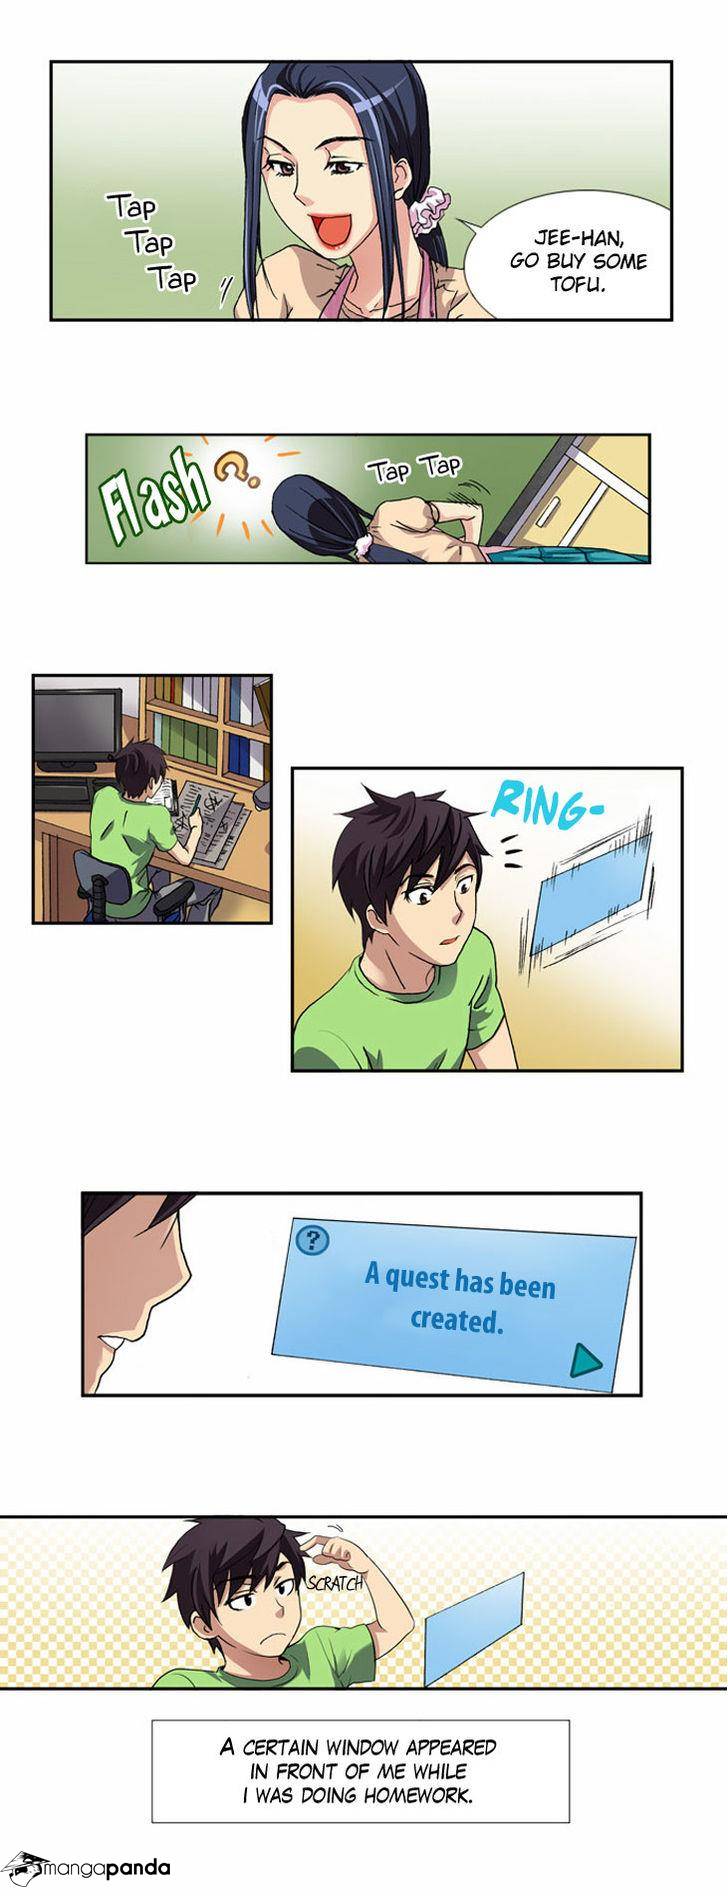 Tap
Tap
Tap
JEE-HAN,
GO BUY SOME
TOFU.
Flash
?
Tap Tap
RING-
?
A quest has been
created.
SCRATCH
A CERTAIN WINDOW APPEARED
IN FRONT OF ME WHILE
I WAS DOING HOMEWORK.
mangapanda